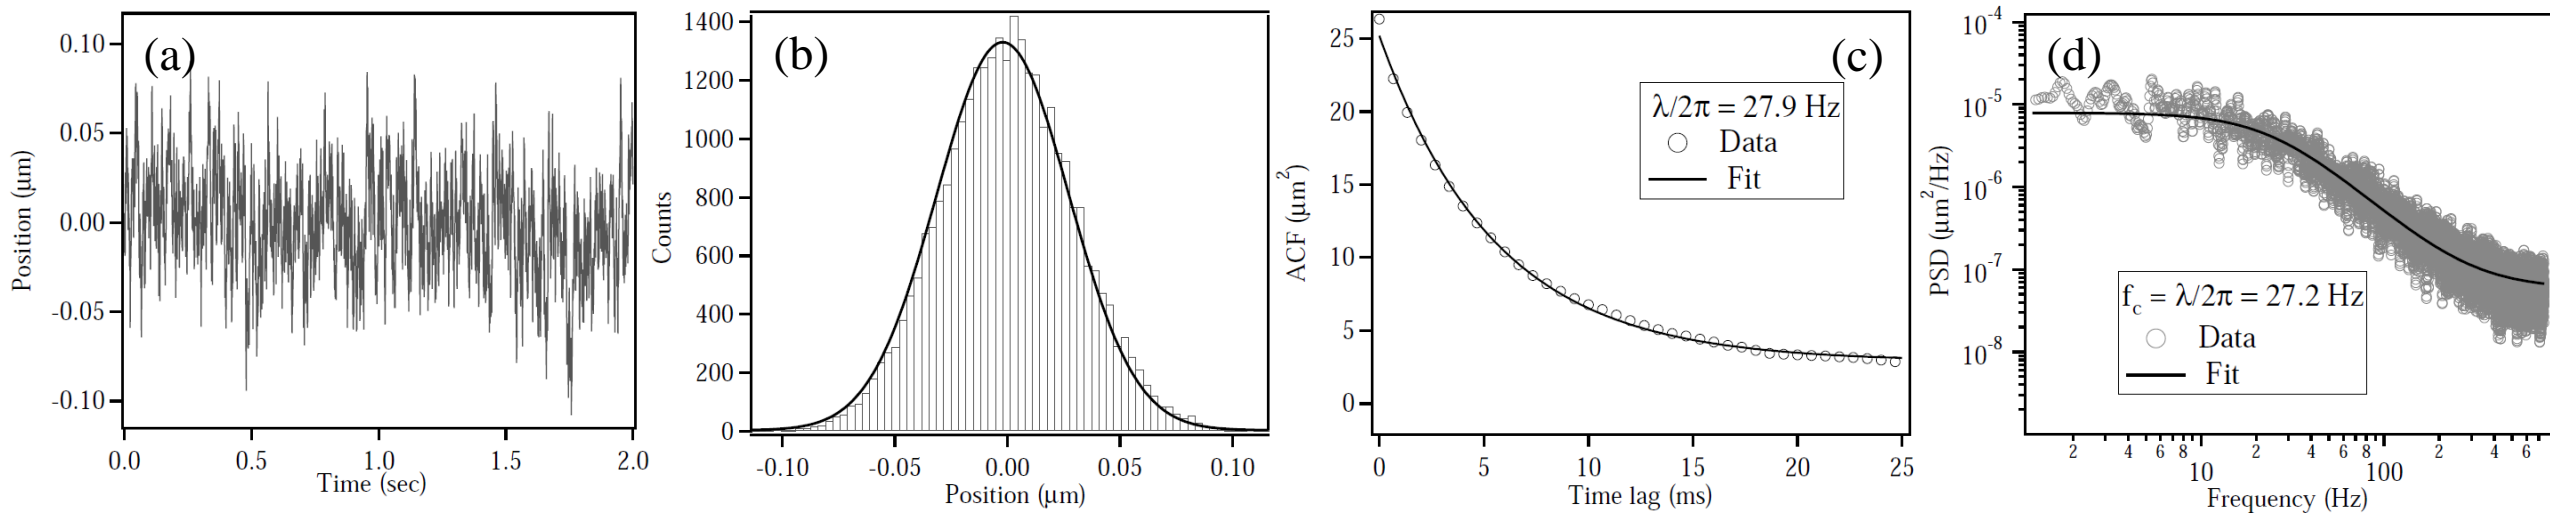 (a)
0.10
0.05
0.00
-0.05
-0.10
Position (μm)
0.0 0.5 1.0 1.5 2.0
Time (sec)
(b)
1400
1200
1000
800
600
400
200
0
Counts
-0.10 -0.05 0.00 0.05 0.10
Position (μm)
(c)
25
20
15
10
5
0
ACF (μm²)
λ/2π = 27.9 Hz
Data
Fit
0 5 10 15 20 25
Time lag (ms)
(d)
10⁻⁴
10⁻⁵
10⁻⁶
10⁻⁷
10⁻⁸
PSD (μm²/Hz)
f_c = λ/2π = 27.2 Hz
Data
Fit
2 4 6 8 2 4 6 8 2 4 6
10 100
Frequency (Hz)